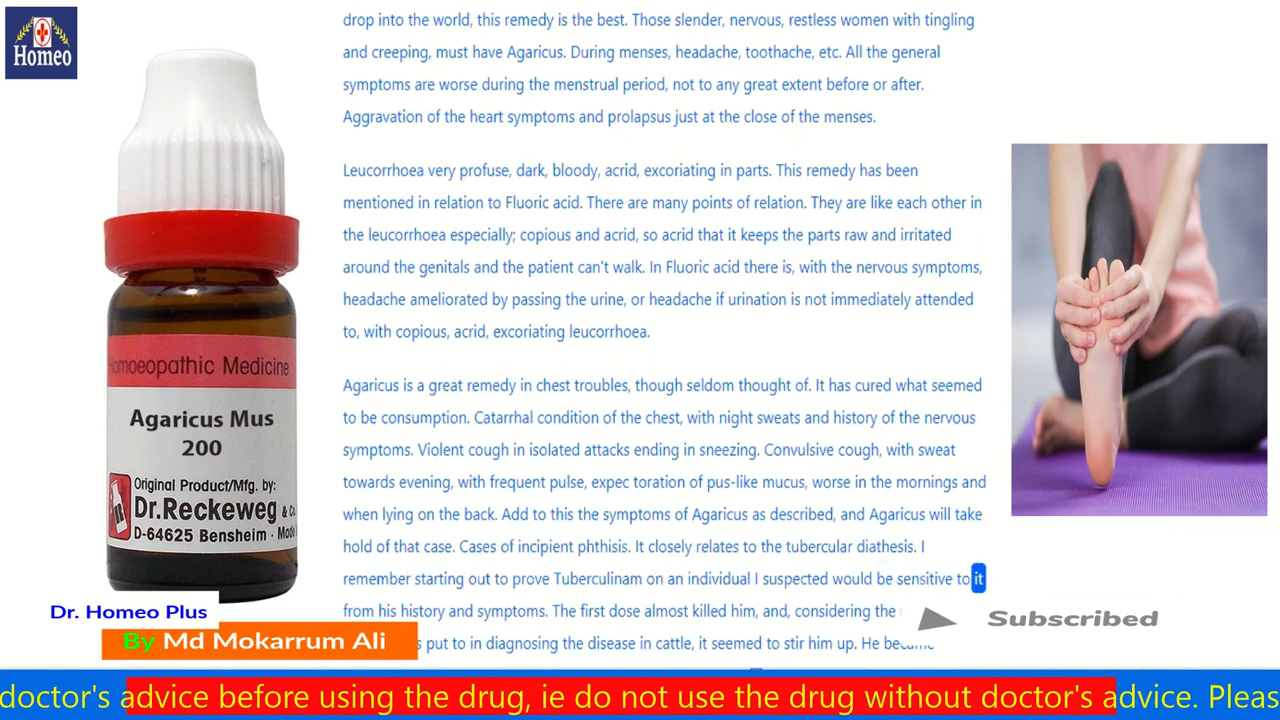 Homeo
drop into the world, this remedy is the best. Those slender, nervous, restless women with tingling
and creeping, must have Agaricus. During menses, headache, toothache, etc. All the general
symptoms are worse during the menstrual period, not to any great extent before or after.
Aggravation of the heart symptoms and prolapsus just at the close of the menses.
Leucorrhoea very profuse, dark, bloody, acrid, excoriating in parts. This remedy has been
mentioned in relation to Fluoric acid. There are many points of relation. They are like each other in
the leucorrhoea especially; copious and acrid, so acrid that it keeps the parts raw and irritated
around the genitals and the patient can't walk. In Fluoric acid there is, with the nervous symptoms,
headache ameliorated by passing the urine, or headache if urination is not immediately attended
to, with copious, acrid, excoriating leucorrhoea.
Agaricus is a great remedy in chest troubles, though seldom thought of. It has cured what seemed
to be consumption. Catarrhal condition of the chest, with night sweats and history of the nervous
symptoms. Violent cough in isolated attacks ending in sneezing. Convulsive cough, with sweat
towards evening, with frequent pulse, expec toration of pus-like mucus, worse in the mornings and
when lying on the back. Add to this the symptoms of Agaricus as described, and Agaricus will take
hold of that case. Cases of incipient phthisis. It closely relates to the tubercular diathesis. I
remember starting out to prove Tuberculinam on an individual I suspected would be sensitive to it
from his history and symptoms. The first dose almost killed him, and, considering the
put to in diagnosing the disease in cattle, it seemed to stir him up. He became
Homoeopathic Medicine
Agaricus Mus
200
Original Product/Mfg. by:
Dr.Reckeweg & Co.
D-64625 Bensheim · Made
Dr. Homeo Plus
By Md Mokarrum Ali
Subscribed
doctor's advice before using the drug, ie do not use the drug without doctor's advice. Pleas